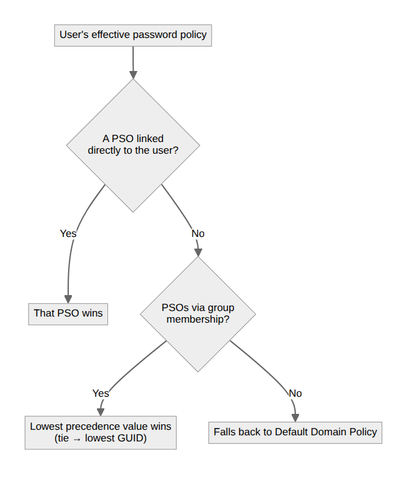 User's effective password policy
A PSO linked
directly to the user?
Yes
No
That PSO wins
PSOs via group
membership?
Yes
No
Lowest precedence value wins
(tie → lowest GUID)
Falls back to Default Domain Policy